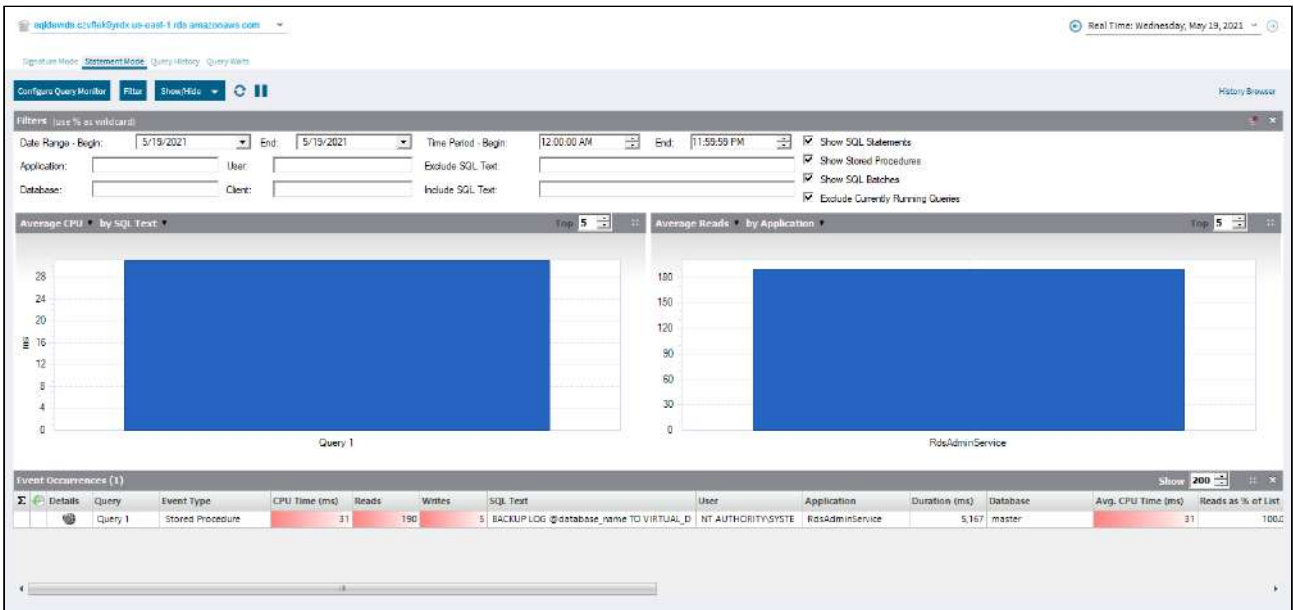 Real Time: Wednesday, May 19, 2021
Signature Mode Statement Mode Query History Query Waits
Configure Query Monitor Filter Show/Hide History Browser
Filters (use % as wildcard)
Date Range - Begin: 5/19/2021 End: 5/19/2021 Time Period - Begin: 12:00:00 AM End: 11:59:59 PM Show SQL Statements
Application: User: Exclude SQL Text: Show Stored Procedures
Database: Client: Include SQL Text: Show SQL Batches
Exclude Currently Running Queries
Average CPU by SQL Text Top 5 Average Reads by Application Top 5
28
24
20
16
12
8
4
0
ms
Query 1
180
150
120
90
60
30
0
RdsAdminService
Event Occurrences (1) Show 200
Σ Details Query Event Type CPU Time (ms) Reads Writes SQL Text User Application Duration (ms) Database Avg. CPU Time (ms) Reads as % of List
Query 1 Stored Procedure 31 190 5 BACKUP LOG @database_name TO VIRTUAL_D NT AUTHORITY\SYSTE RdsAdminService 5,167 master 31 100.0